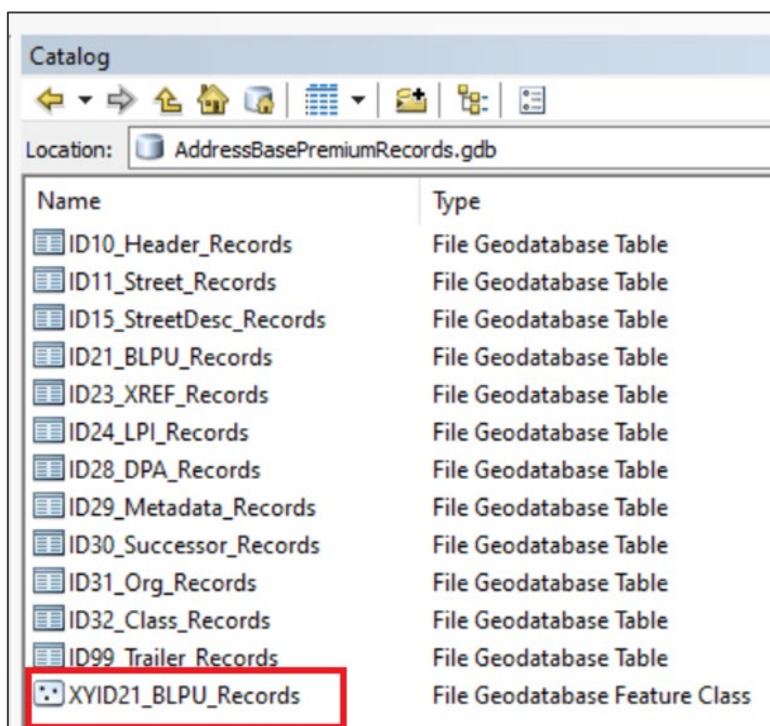 Catalog
Location: AddressBasePremiumRecords.gdb
Name Type
ID10_Header_Records File Geodatabase Table
ID11_Street_Records File Geodatabase Table
ID15_StreetDesc_Records File Geodatabase Table
ID21_BLPU_Records File Geodatabase Table
ID23_XREF_Records File Geodatabase Table
ID24_LPI_Records File Geodatabase Table
ID28_DPA_Records File Geodatabase Table
ID29_Metadata_Records File Geodatabase Table
ID30_Successor_Records File Geodatabase Table
ID31_Org_Records File Geodatabase Table
ID32_Class_Records File Geodatabase Table
ID99_Trailer_Records File Geodatabase Table
XYID21_BLPU_Records File Geodatabase Feature Class